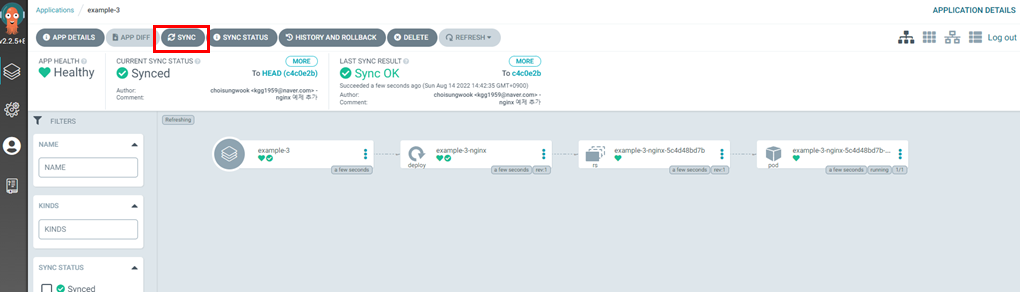 Applications / example-3
APPLICATION DETAILS
APP DETAILS
APP DIFF
SYNC
SYNC STATUS
HISTORY AND ROLLBACK
DELETE
REFRESH
Log out
v2.2.5+
APP HEALTH
Healthy
CURRENT SYNC STATUS
MORE
Synced
To HEAD (c4c0e2b)
Author: choisungwook <kgg1959@naver.com> -
Comment: nginx 예제 추가
LAST SYNC RESULT
MORE
Sync OK
To c4c0e2b
Succeeded a few seconds ago (Sun Aug 14 2022 14:42:35 GMT+0900)
Author: choisungwook <kgg1959@naver.com> -
Comment: nginx 예제 추가
FILTERS
NAME
NAME
KINDS
KINDS
SYNC STATUS
Synced
Refreshing
example-3
a few seconds
deploy
example-3-nginx
a few seconds
rev:1
rs
example-3-nginx-5c4d48bd7b
a few seconds
rev:1
pod
example-3-nginx-5c4d48bd7b-...
a few seconds
running
1/1